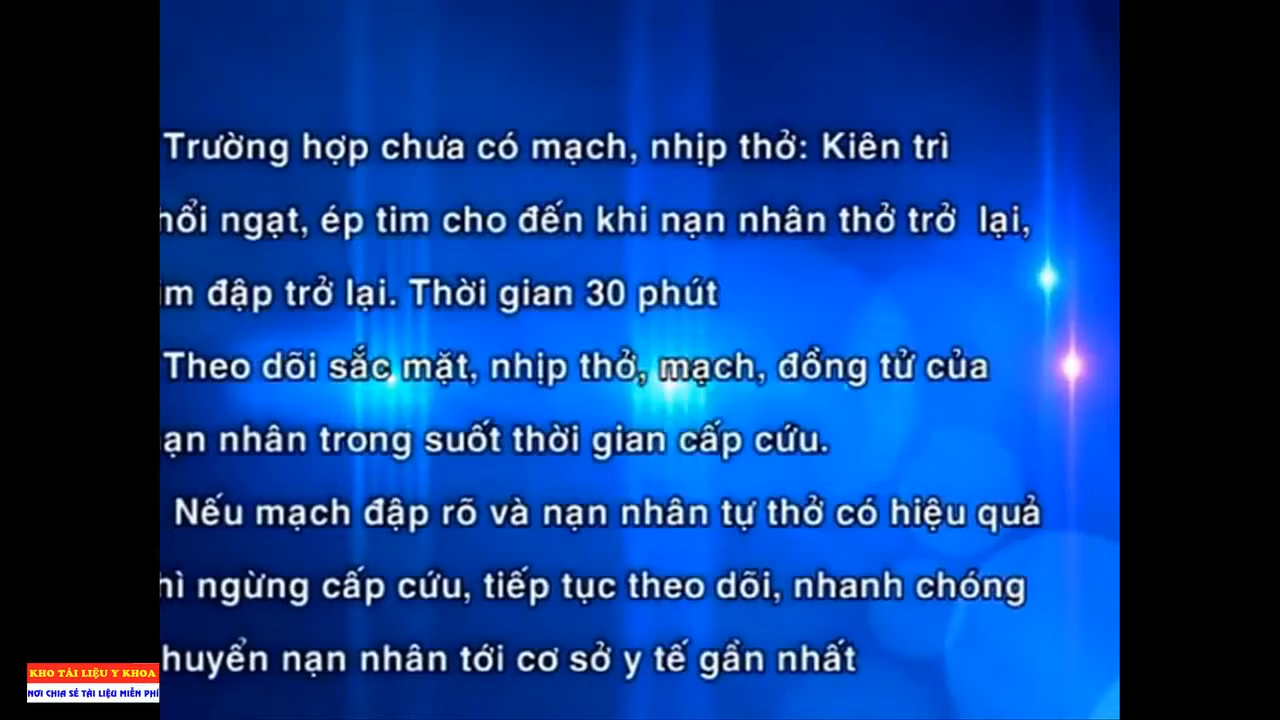 Trường hợp chưa có mạch, nhịp thở: Kiên trì
ngạt, ép tim cho đến khi nạn nhân thở trở lại,
đập trở lại. Thời gian 30 phút
Theo dõi sắc mặt, nhịp thở, mạch, đồng tử của
nhân trong suốt thời gian cấp cứu.
Nếu mạch đập rõ và nạn nhân tự thở có hiệu quả
ngừng cấp cứu, tiếp tục theo dõi, nhanh chóng
nạn nhân tới cơ sở y tế gần nhất
KHO TÀI LIỆU Y KHOA
NƠI CHIA SẺ TÀI LIỆU MIỄN PHÍ